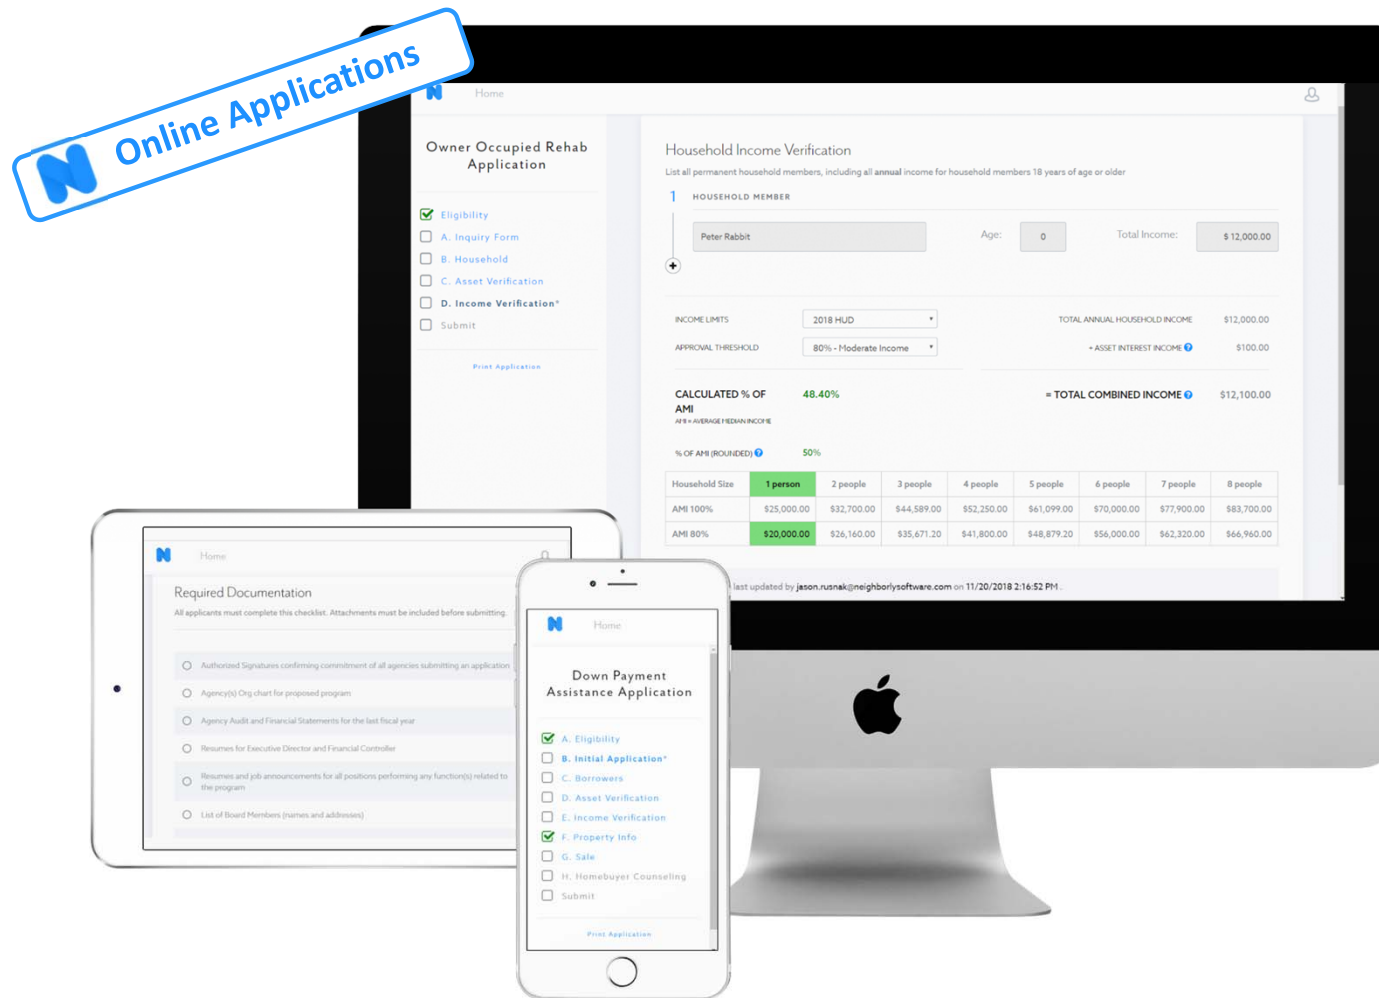 Online Applications
Home
Owner Occupied Rehab
Application
Eligibility
A. Inquiry Form
B. Household
C. Asset Verification
D. Income Verification*
Submit
Print Application
Household Income Verification
List all permanent household members, including all annual income for household members 18 years of age or older
1 HOUSEHOLD MEMBER
Peter Rabbit Age: 0 Total Income: $ 12,000.00
INCOME LIMITS 2018 HUD TOTAL ANNUAL HOUSEHOLD INCOME $12,000.00
APPROVAL THRESHOLD 80% - Moderate Income + ASSET INTEREST INCOME ? $100.00
CALCULATED % OF 48.40% = TOTAL COMBINED INCOME ? $12,100.00
AMI
AMI = AVERAGE MEDIAN INCOME
% OF AMI (ROUNDED) ? 50%
Household Size 1 person 2 people 3 people 4 people 5 people 6 people 7 people 8 people
AMI 100% $25,000.00 $32,700.00 $44,589.00 $52,250.00 $61,099.00 $70,000.00 $77,900.00 $83,700.00
AMI 80% $20,000.00 $26,160.00 $35,671.20 $41,800.00 $48,879.20 $56,000.00 $62,320.00 $66,960.00
last updated by jason.rusnak@neighborlysoftware.com on 11/20/2018 2:16:52 PM .
Home
Required Documentation
All applicants must complete this checklist. Attachments must be included before submitting.
Authorized Signatures confirming commitment of all agencies submitting an application
Agency(s) Org chart for proposed program
Agency Audit and Financial Statements for the last fiscal year
Resumes for Executive Director and Financial Controller
Resumes and job announcements for all positions performing any function(s) related to
the program
List of Board Members (names and addresses)
Home
Down Payment
Assistance Application
A. Eligibility
B. Initial Application*
C. Borrowers
D. Asset Verification
E. Income Verification
F. Property Info
G. Sale
H. Homebuyer Counseling
Submit
Print Application